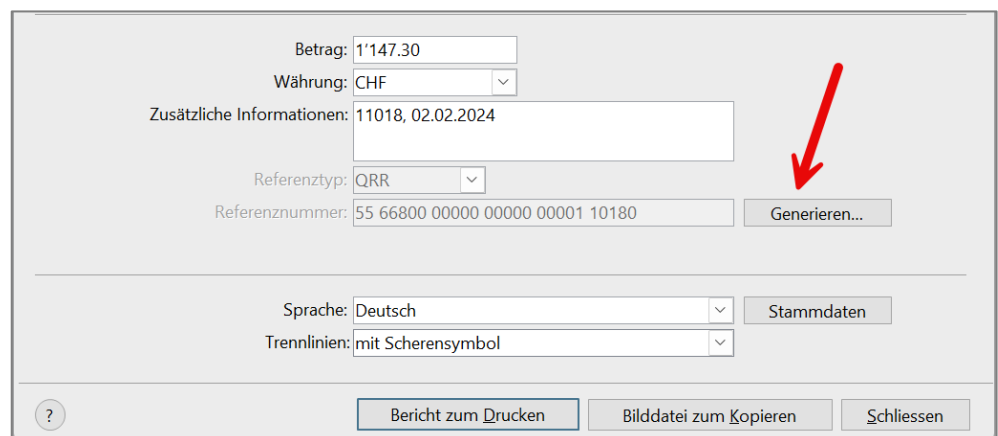 Betrag: 1'147.30
Währung: CHF
Zusätzliche Informationen: 11018, 02.02.2024
Referenztyp: QRR
Referenznummer: 55 66800 00000 00000 00001 10180 Generieren...
Sprache: Deutsch Stammdaten
Trennlinien: mit Scherensymbol
? Bericht zum Drucken Bilddatei zum Kopieren Schliessen